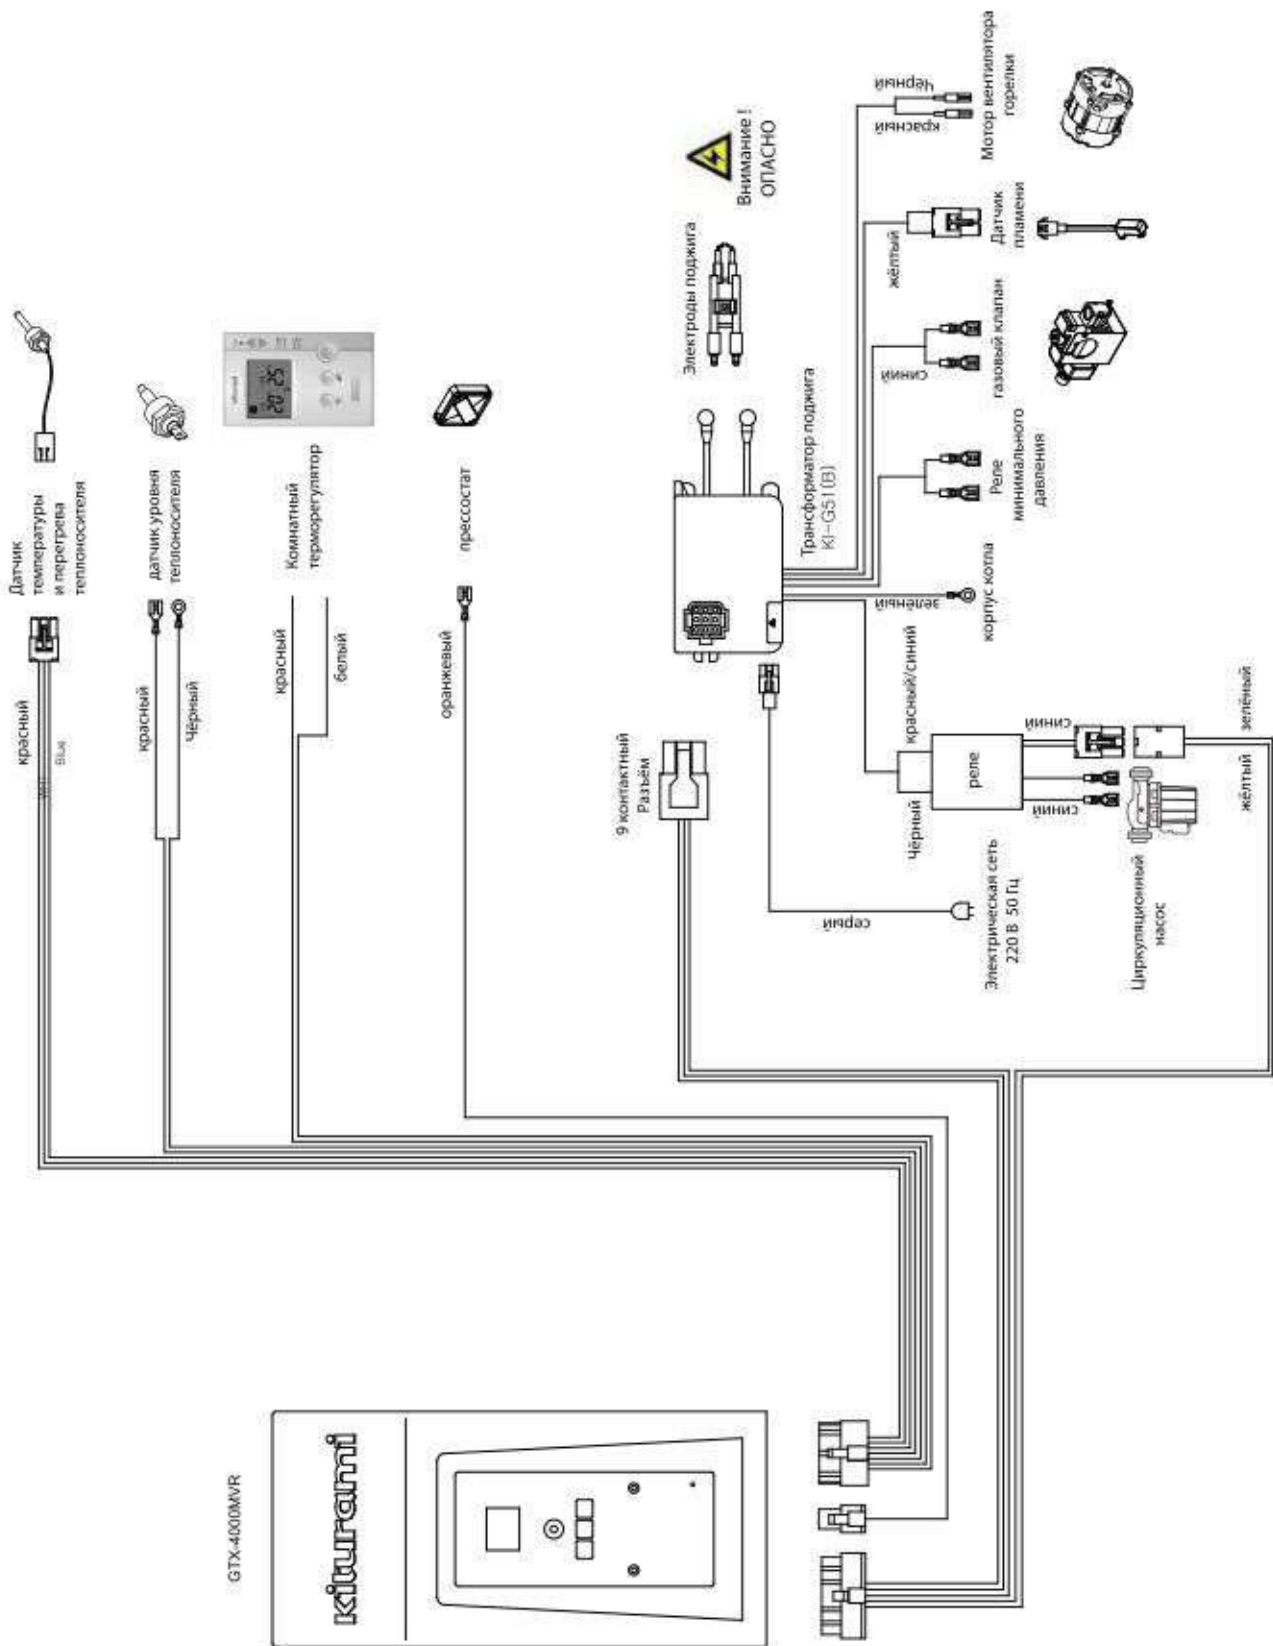 GTX-4000MVR
Kiturami
Датчик
температуры
и перегрева
теплоносителя
красный
Blue
датчик уровня
теплоносителя
красный
Чёрный
Комнатный
терморегулятор
красный
белый
прессостат
оранжевый
9 контактный
Разъём
Электроды поджига
Внимание !
ОПАСНО
Трансформатор поджига
KI-G51(B)
серый
Электрическая сеть
220 В 50 Гц
Чёрный
красный/синий
реле
синий
синий
Циркуляционный
насос
жёлтый
зелёный
зелёный
корпус котла
Реле
минимального
давления
синий
газовый клапан
жёлтый
Датчик
пламени
красный
Чёрный
Мотор вентилятора
горелки